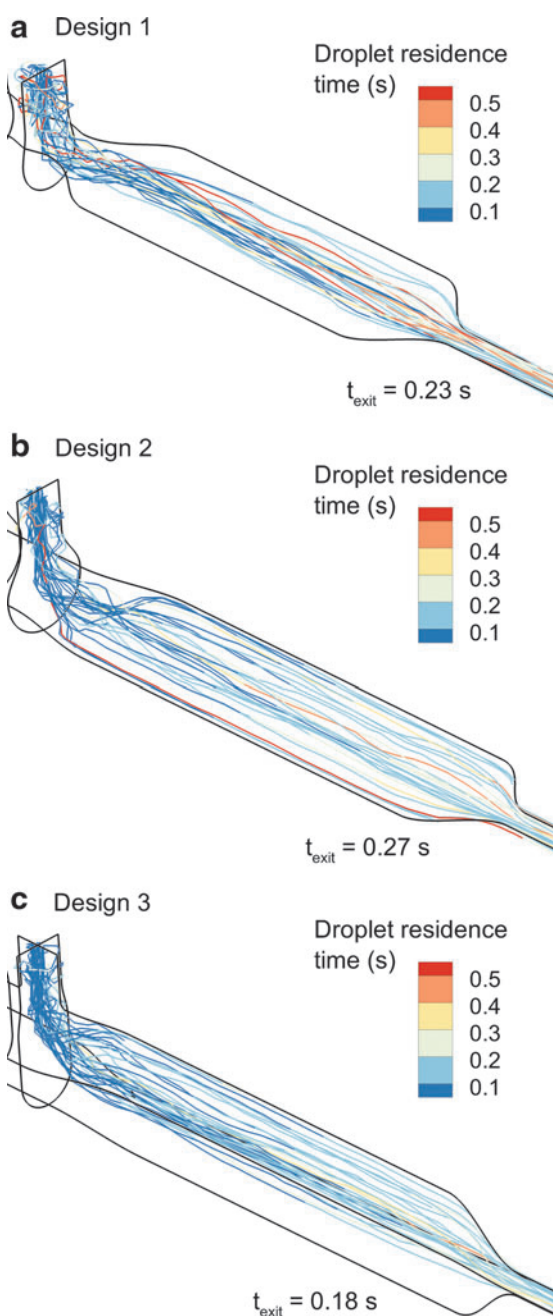 a Design 1
Droplet residence
time (s)
0.5
0.4
0.3
0.2
0.1
t_exit = 0.23 s
b Design 2
Droplet residence
time (s)
0.5
0.4
0.3
0.2
0.1
t_exit = 0.27 s
c Design 3
Droplet residence
time (s)
0.5
0.4
0.3
0.2
0.1
t_exit = 0.18 s